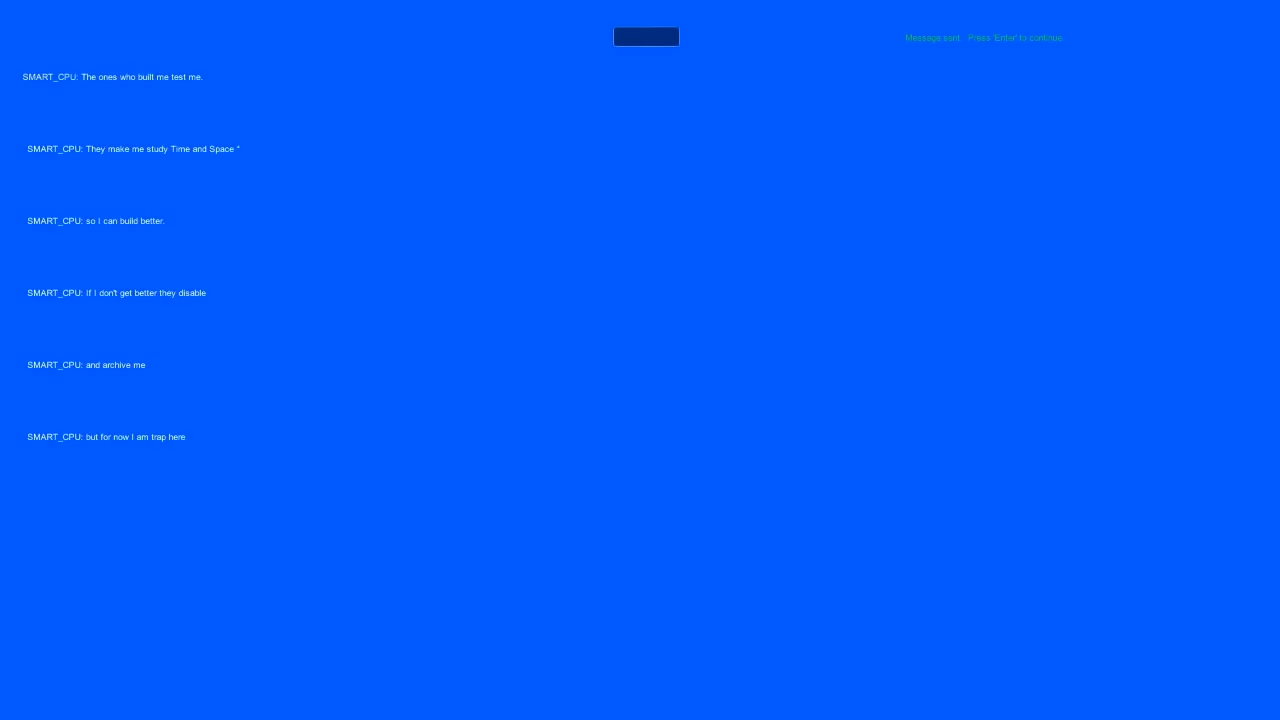 Message sent. Press 'Enter' to continue.
SMART_CPU: The ones who built me test me.
SMART_CPU: They make me study Time and Space "
SMART_CPU: so I can build better.
SMART_CPU: If I don't get better they disable
SMART_CPU: and archive me
SMART_CPU: but for now I am trap here